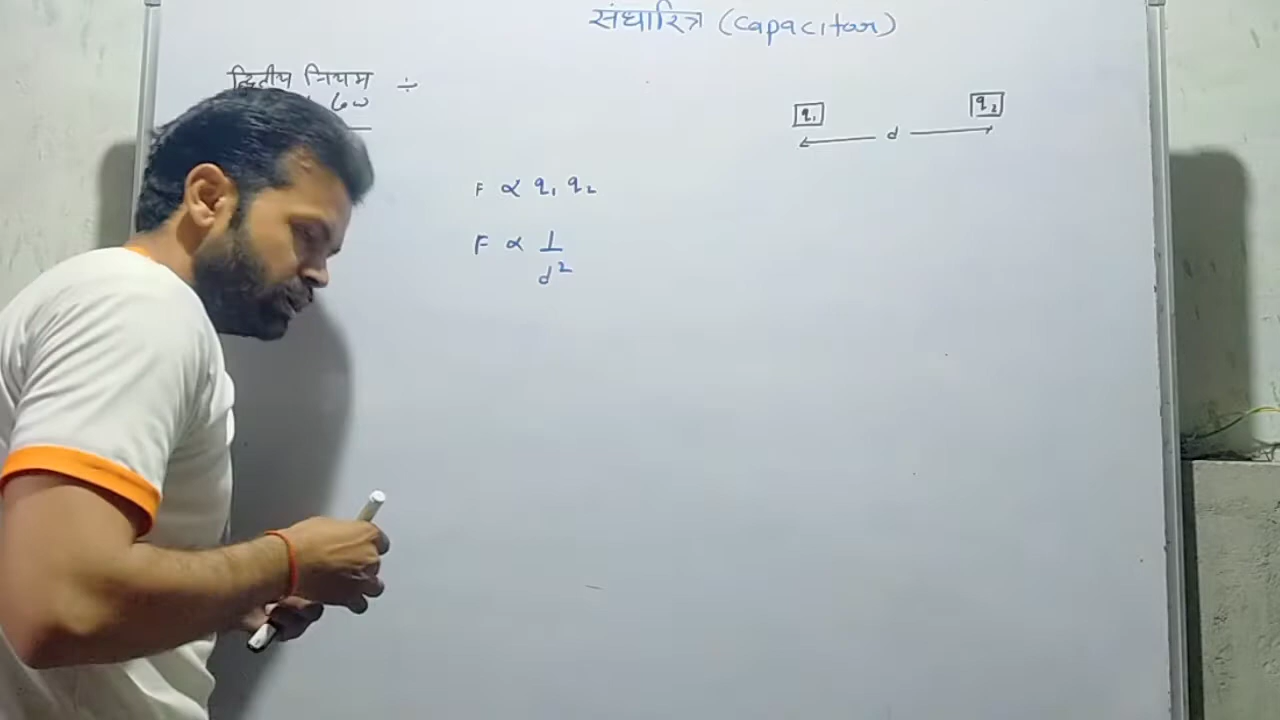 संधारित्र (Capacitor)
द्वितीय नियम ÷
q₁ q₂
d
F ∝ q₁ q₂
F ∝ 1/d²